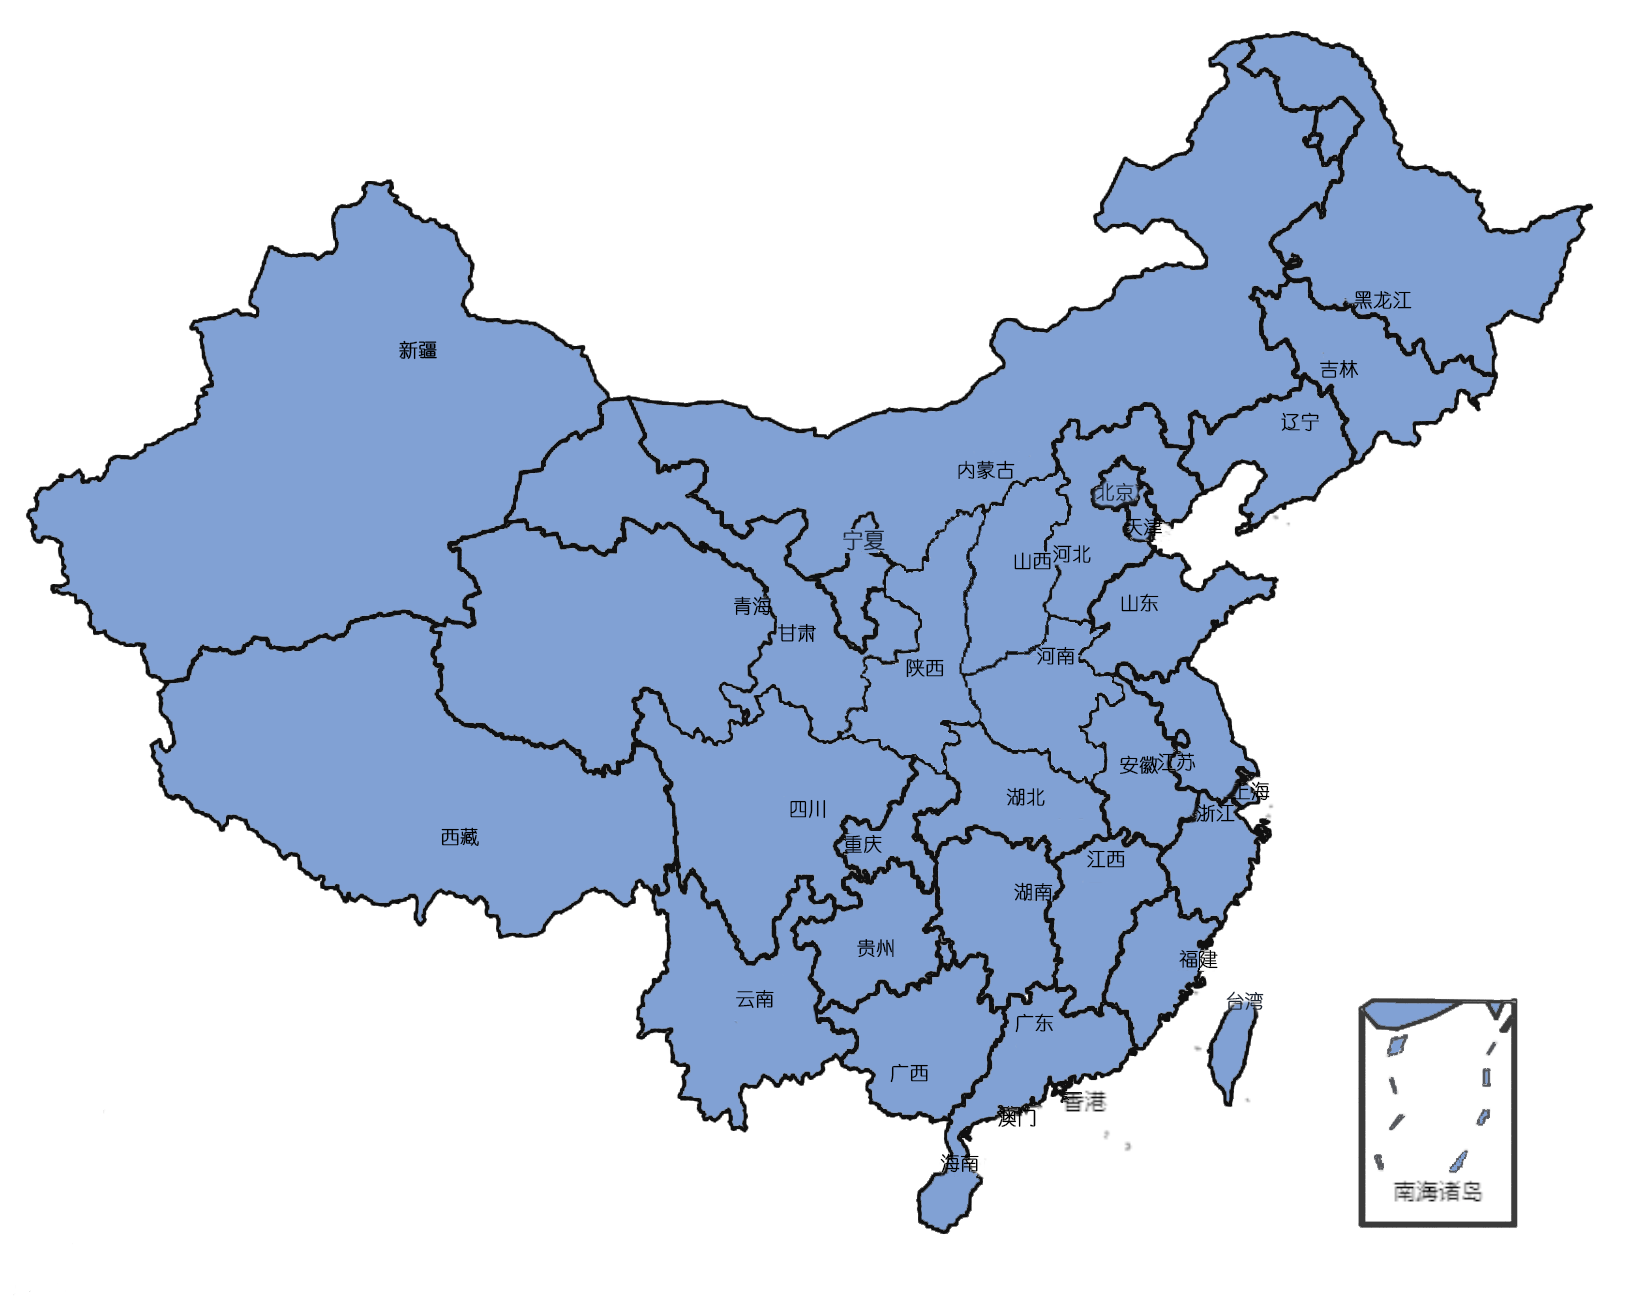 黑龙江
新疆
吉林
辽宁
内蒙古
北京
天津
宁夏
山西
河北
青海
山东
甘肃
河南
陕西
安徽
江苏
上海
湖北
四川
浙江
西藏
重庆
江西
湖南
贵州
福建
云南
台湾
广东
广西
香港
澳门
海南
南海诸岛